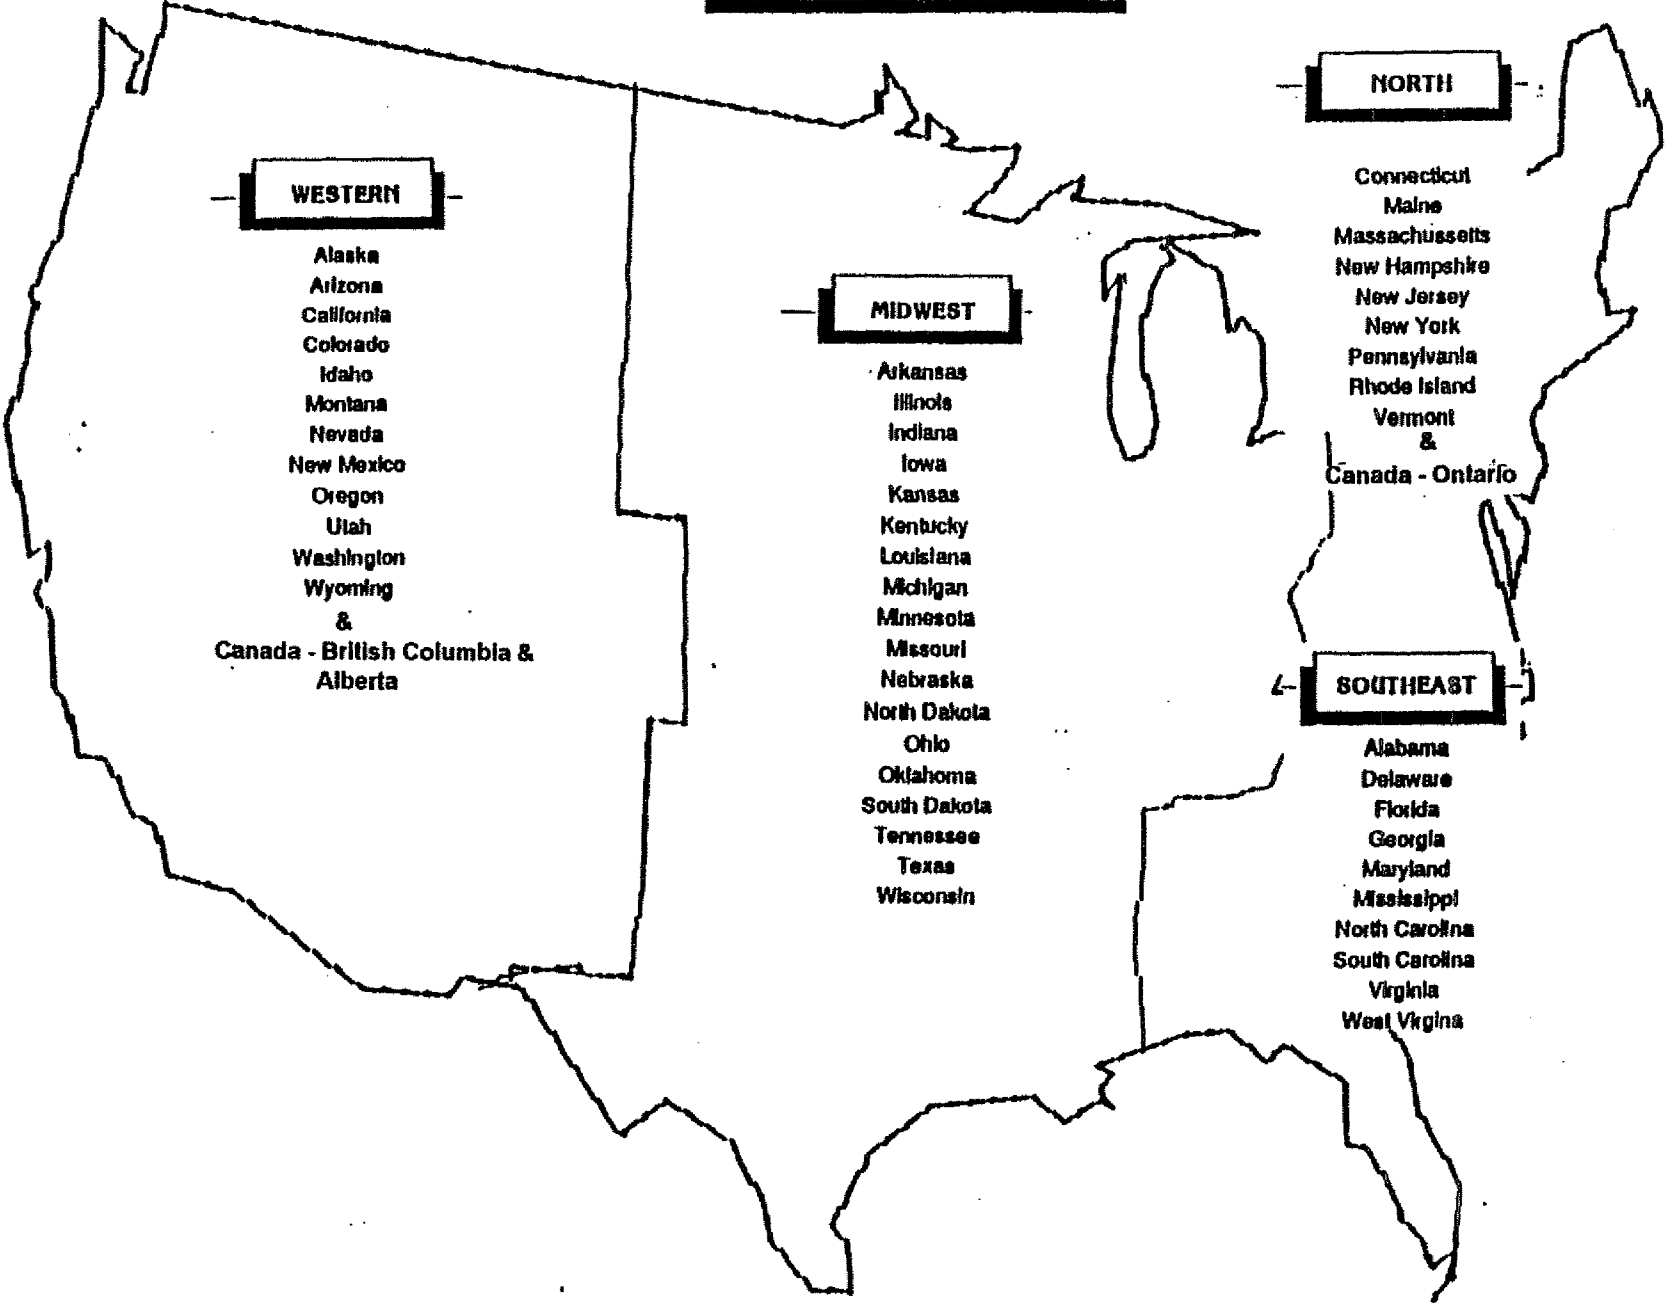 WESTERN
Alaska
Arizona
California
Colorado
Idaho
Montana
Nevada
New Mexico
Oregon
Utah
Washington
Wyoming
&
Canada - British Columbia &
Alberta
MIDWEST
Arkansas
Illinois
Indiana
Iowa
Kansas
Kentucky
Louisiana
Michigan
Minnesota
Missouri
Nebraska
North Dakota
Ohio
Oklahoma
South Dakota
Tennessee
Texas
Wisconsin
NORTH
Connecticut
Maine
Massachussetts
New Hampshire
New Jersey
New York
Pennsylvania
Rhode Island
Vermont
&
Canada - Ontario
SOUTHEAST
Alabama
Delaware
Florida
Georgia
Maryland
Mississippi
North Carolina
South Carolina
Virginia
West Virgina